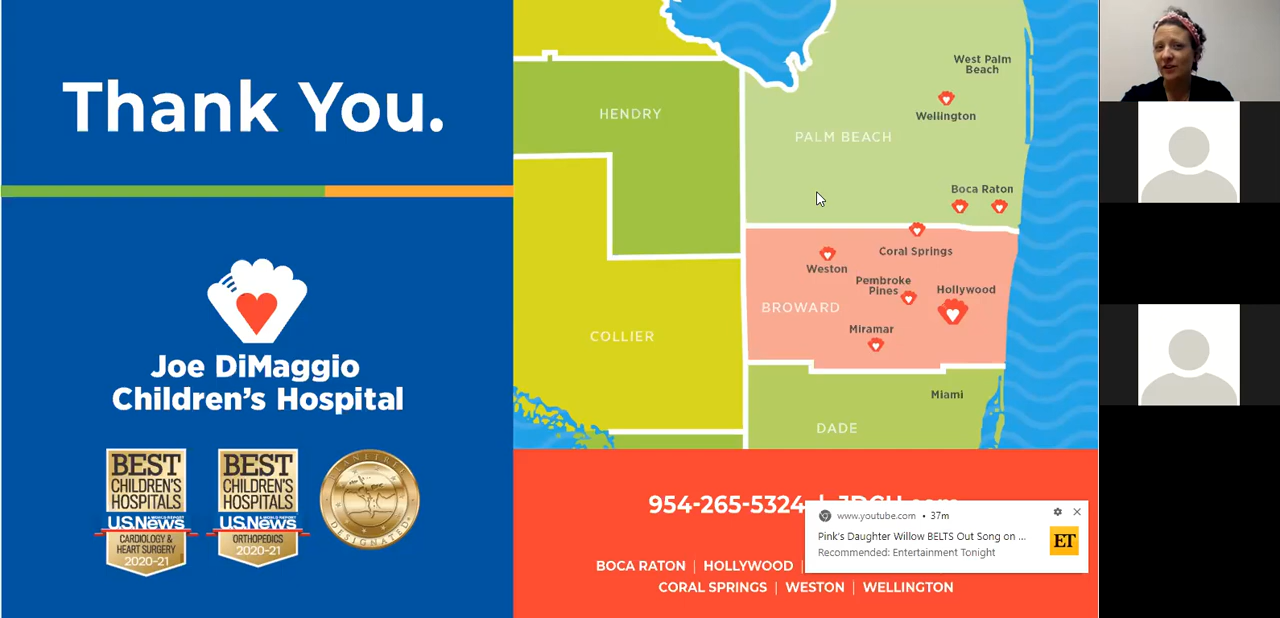 Thank You.
Joe DiMaggio
Children's Hospital
BEST
CHILDREN'S
HOSPITALS
U.S.News
CARDIOLOGY &
HEART SURGERY
2020-21
BEST
CHILDREN'S
HOSPITALS
U.S.News
ORTHOPEDICS
2020-21
DESIGNATED
HENDRY
COLLIER
West Palm
Beach
Wellington
PALM BEACH
Boca Raton
Coral Springs
Weston
Pembroke
Pines
Hollywood
BROWARD
Miramar
Miami
DADE
954-265-5324 | JDCH.com
www.youtube.com • 37m
Pink's Daughter Willow BELTS Out Song on ...
Recommended: Entertainment Tonight
ET
BOCA RATON | HOLLYWOOD |
CORAL SPRINGS | WESTON | WELLINGTON